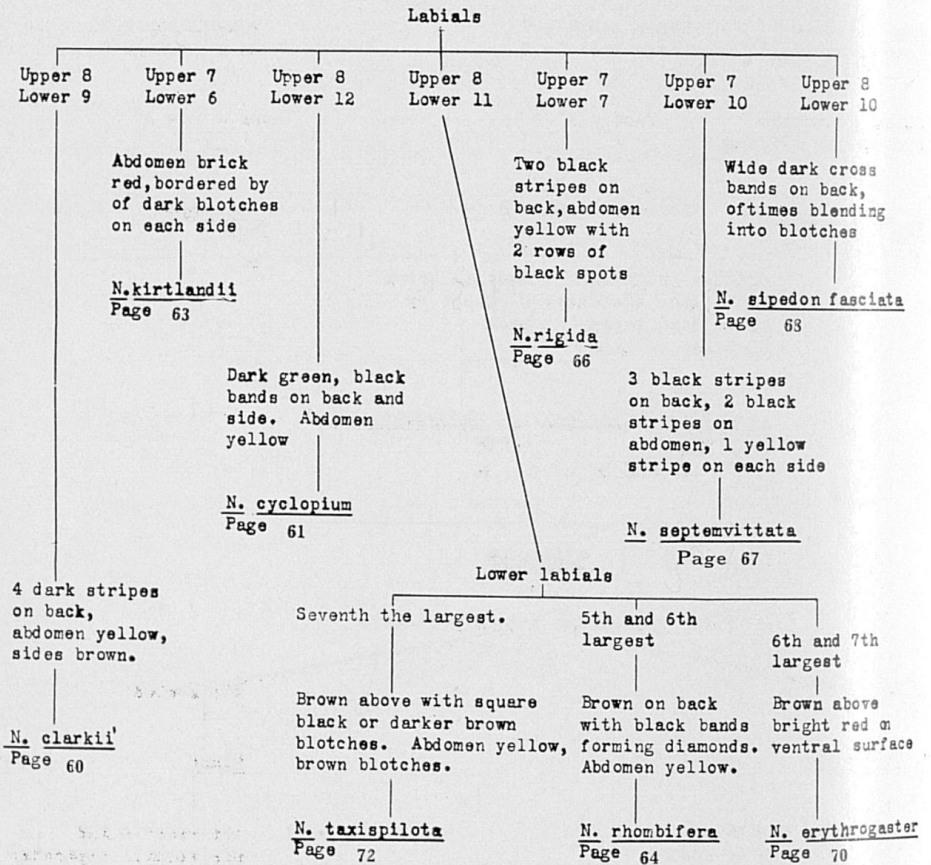 Labials
Upper 8
Lower 9
Upper 7
Lower 6
Upper 8
Lower 12
Upper 8
Lower 11
Upper 7
Lower 7
Upper 7
Lower 10
Upper 8
Lower 10
Abdomen brick
red,bordered by
of dark blotches
on each side
N.kirtlandii
Page 63
Two black
stripes on
back,abdomen
yellow with
2 rows of
black spots
N.rigida
Page 66
Wide dark cross
bands on back,
oftimes blending
into blotches
N. sipedon fasciata
Page 68
Dark green, black
bands on back and
side. Abdomen
yellow
N. cyclopium
Page 61
3 black stripes
on back, 2 black
stripes on
abdomen, 1 yellow
stripe on each side
N. septemvittata
Page 67
4 dark stripes
on back,
abdomen yellow,
sides brown.
N. clarkii'
Page 60
Lower labials
Seventh the largest.
Brown above with square
black or darker brown
blotches. Abdomen yellow,
brown blotches.
N. taxispilota
Page 72
5th and 6th
largest
Brown on back
with black bands
forming diamonds.
Abdomen yellow.
N. rhombifera
Page 64
6th and 7th
largest
Brown above
bright red on
ventral surface
N. erythrogaster
Page 70